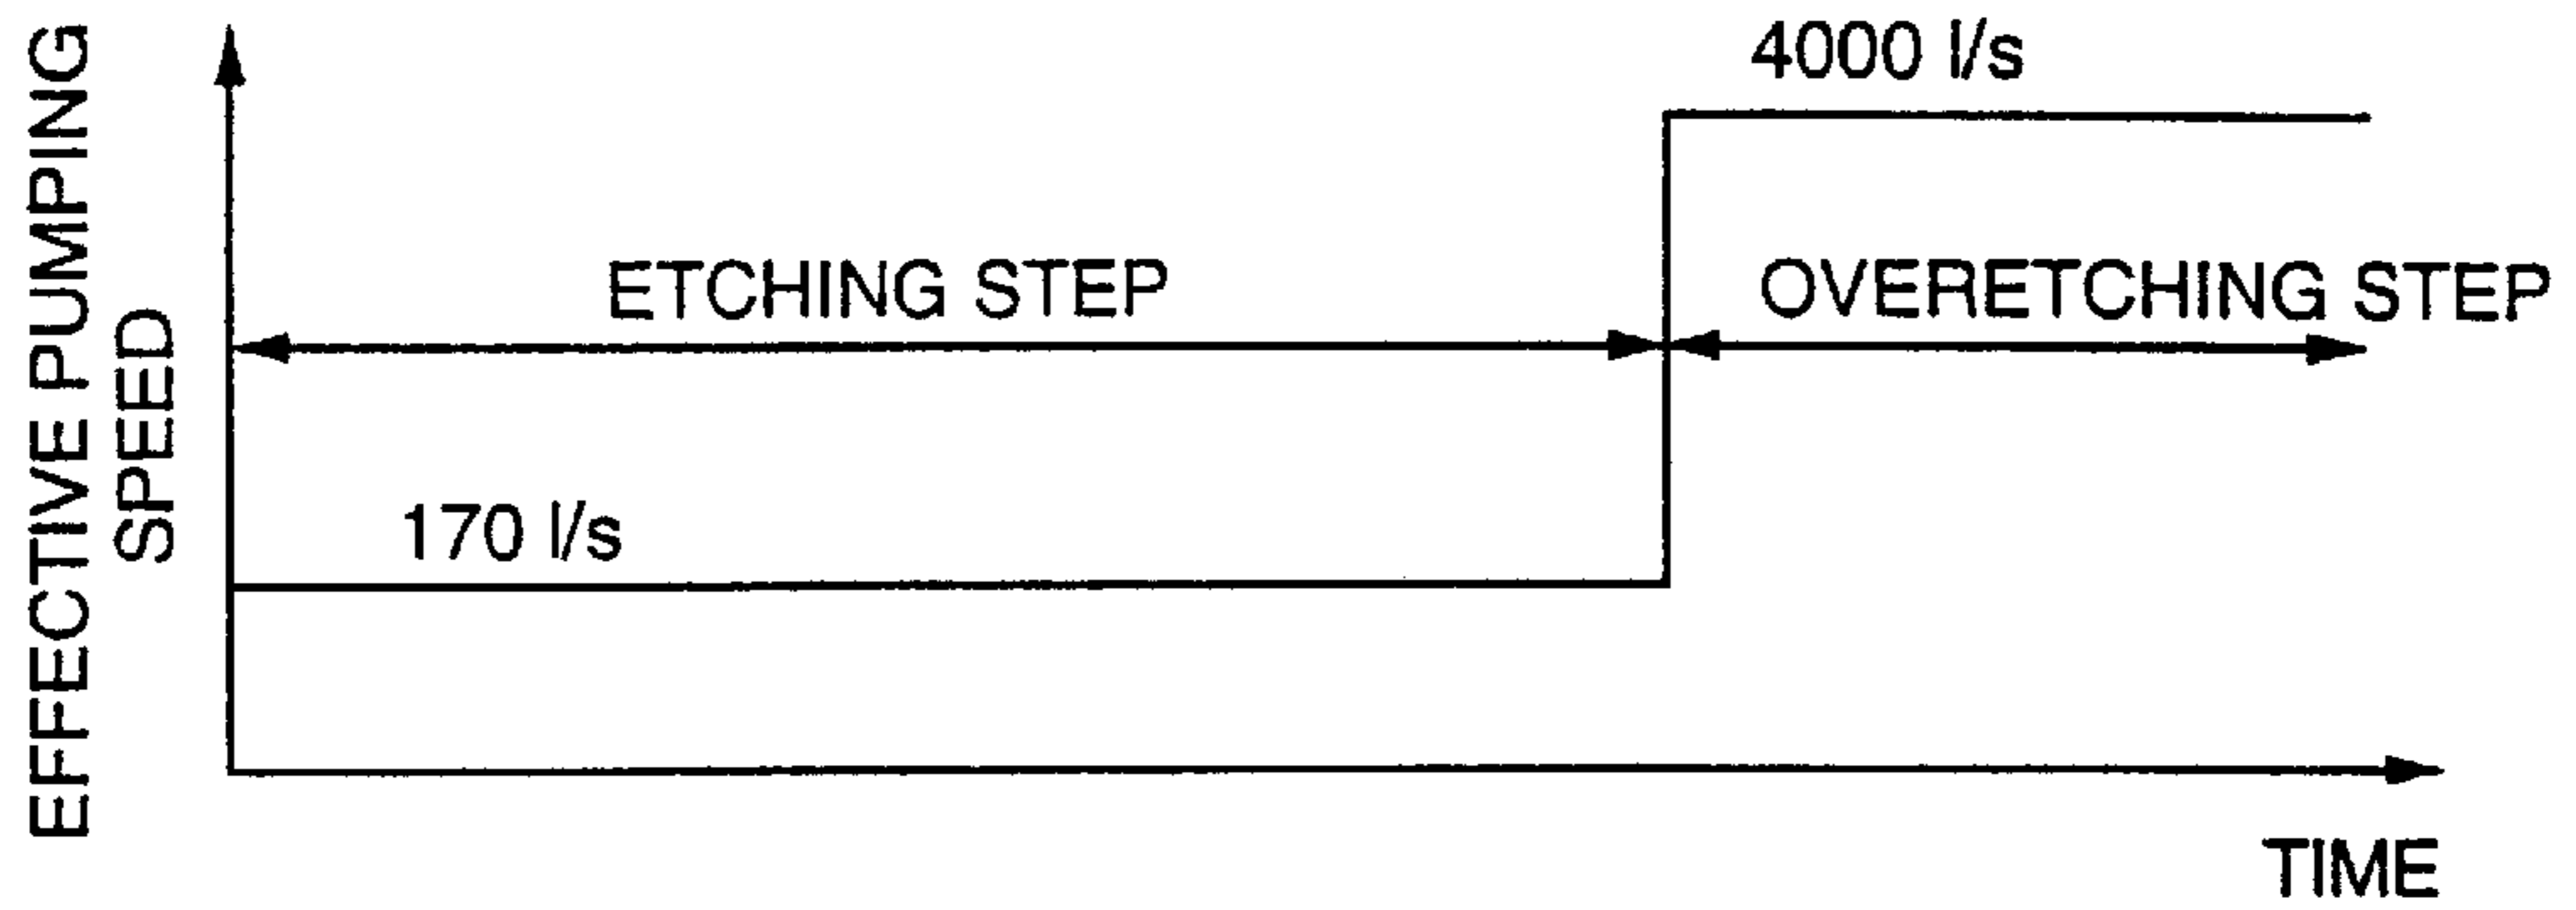 EFFECTIVE PUMPING
SPEED
4000 l/s
ETCHING STEP
OVERETCHING STEP
170 l/s
TIME